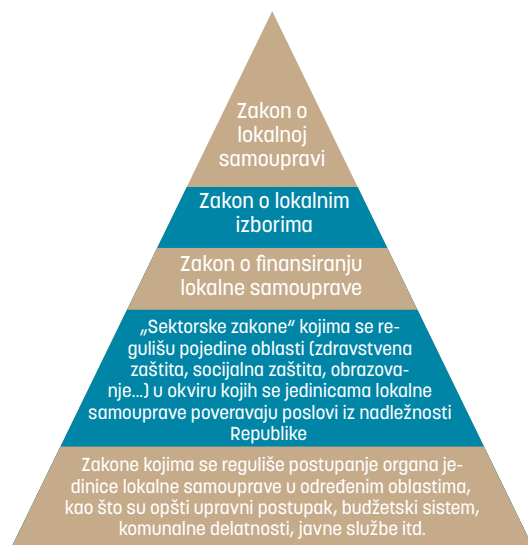 Zakon o
lokalnoj
samoupravi
Zakon o lokalnim
izborima
Zakon o finansiranju
lokalne samouprave
„Sektorske zakone“ kojima se re-
gulišu pojedine oblasti (zdravstvena
zaštita, socijalna zaštita, obrazova-
nje...) u okviru kojih se jedinicama lokalne
samouprave poveravaju poslovi iz nadležnosti
Republike
Zakone kojima se reguliše postupanje organa je-
dinice lokalne samouprave u određenim oblastima,
kao što su opšti upravni postupak, budžetski sistem,
komunalne delatnosti, javne službe itd.